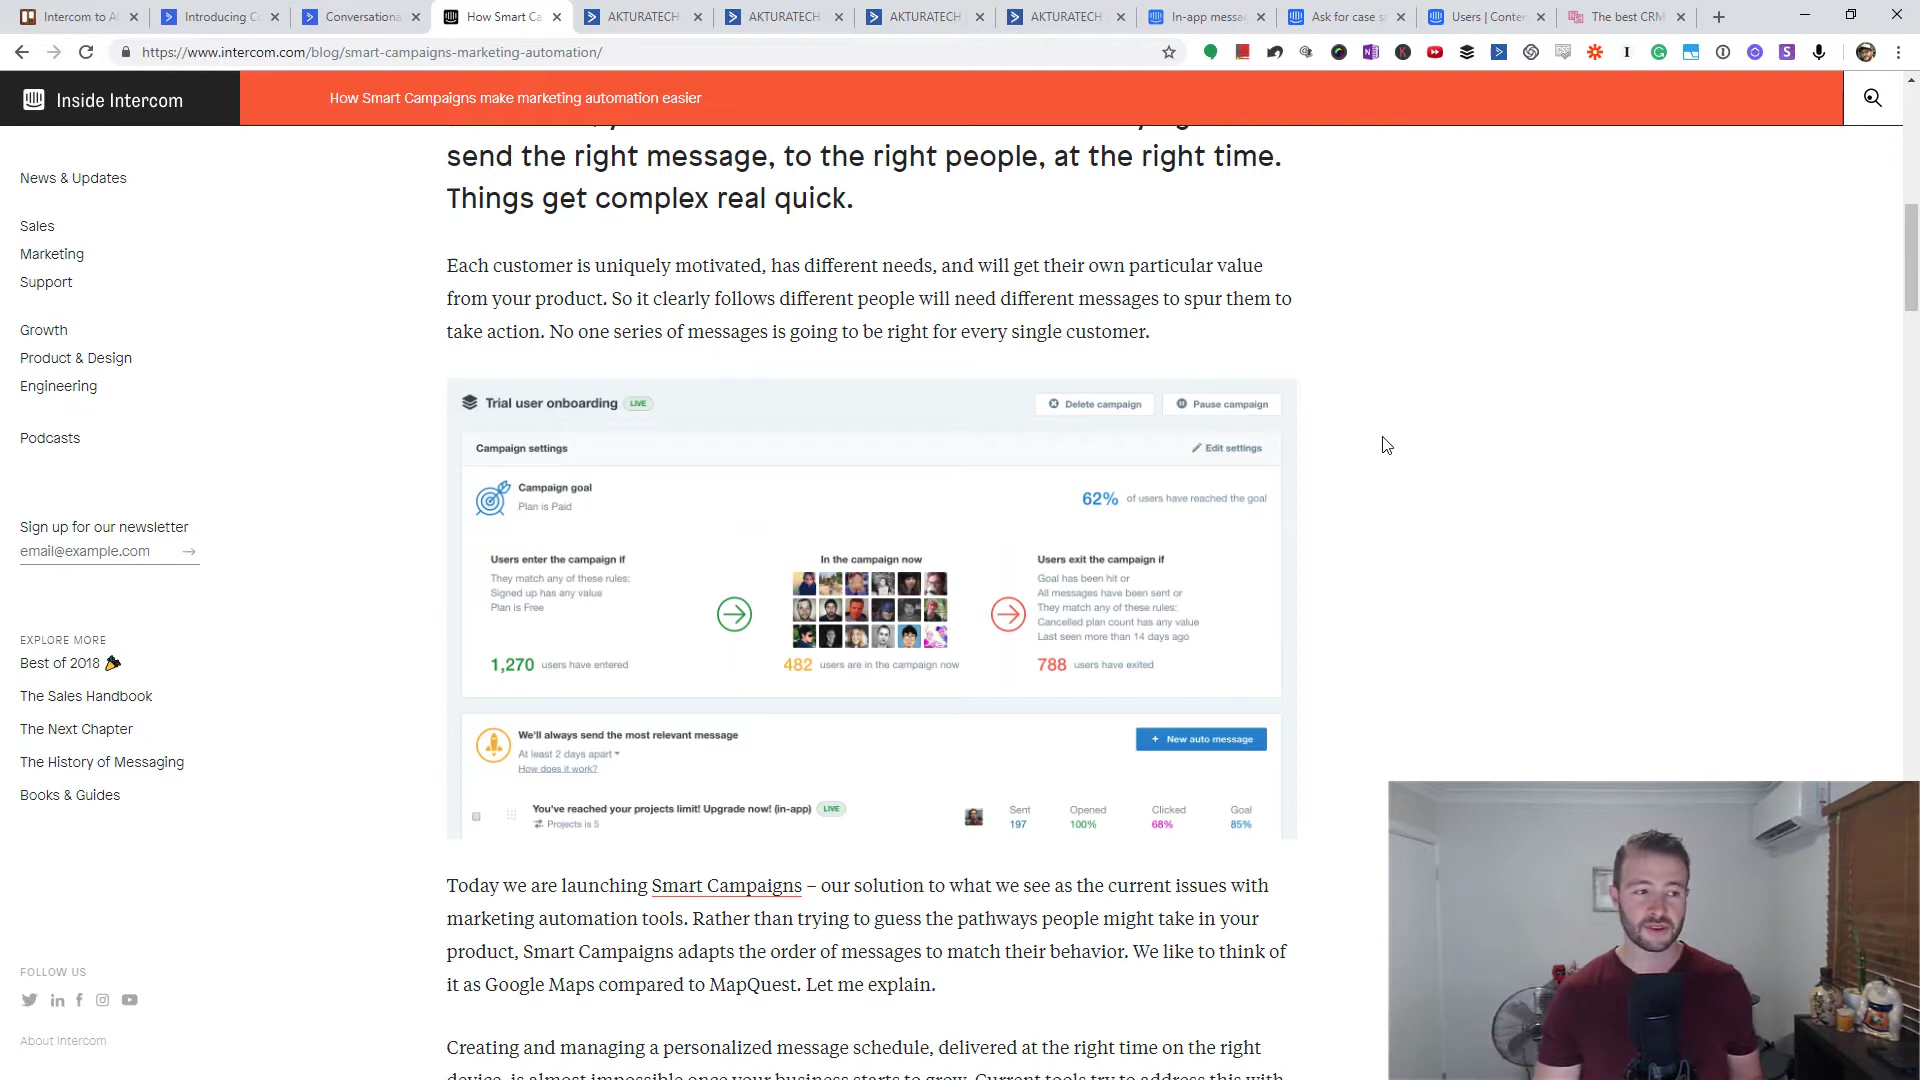 Intercom to A
Introducing C
Conversationa
How Smart Ca
AKTURATECH
AKTURATECH
AKTURATECH
AKTURATECH
In-app messa
Ask for case s
Users | Conten
The best CRM
https://www.intercom.com/blog/smart-campaigns-marketing-automation/
Inside Intercom
How Smart Campaigns make marketing automation easier
News & Updates
Sales
Marketing
Support
Growth
Product & Design
Engineering
Podcasts
Sign up for our newsletter
email@example.com
EXPLORE MORE
Best of 2018
The Sales Handbook
The Next Chapter
The History of Messaging
Books & Guides
FOLLOW US
About Intercom
send the right message, to the right people, at the right time.
Things get complex real quick.
Each customer is uniquely motivated, has different needs, and will get their own particular value
from your product. So it clearly follows different people will need different messages to spur them to
take action. No one series of messages is going to be right for every single customer.
Trial user onboarding LIVE
Delete campaign
Pause campaign
Campaign settings
Edit settings
Campaign goal
Plan is Paid
62% of users have reached the goal
Users enter the campaign if
They match any of these rules:
Signed up has any value
Plan is Free
1,270 users have entered
In the campaign now
482 users are in the campaign now
Users exit the campaign if
Goal has been hit or
All messages have been sent or
They match any of these rules:
Cancelled plan count has any value
Last seen more than 14 days ago
788 users have exited
We'll always send the most relevant message
At least 2 days apart
How does it work?
+ New auto message
You've reached your projects limit! Upgrade now! (in-app) LIVE
Projects is 5
Sent
197
Opened
100%
Clicked
68%
Goal
85%
Today we are launching Smart Campaigns – our solution to what we see as the current issues with
marketing automation tools. Rather than trying to guess the pathways people might take in your
product, Smart Campaigns adapts the order of messages to match their behavior. We like to think of
it as Google Maps compared to MapQuest. Let me explain.
Creating and managing a personalized message schedule, delivered at the right time on the right
device, is almost impossible once your business starts to grow. Current tools try to address this with